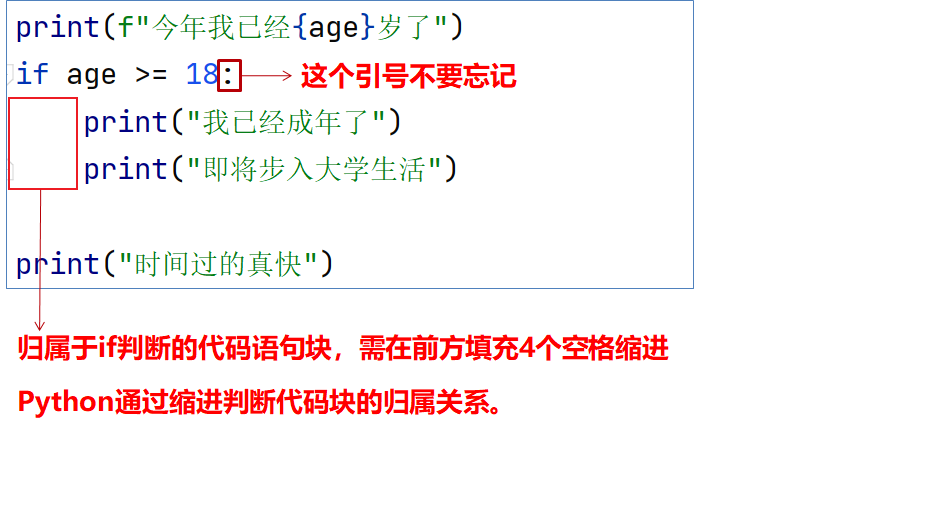 print(f"今年我已经{age}岁了")
if age >= 18: 这个引号不要忘记
    print("我已经成年了")
    print("即将步入大学生活")
print("时间过的真快")
归属于if判断的代码语句块，需在前方填充4个空格缩进
Python通过缩进判断代码块的归属关系。